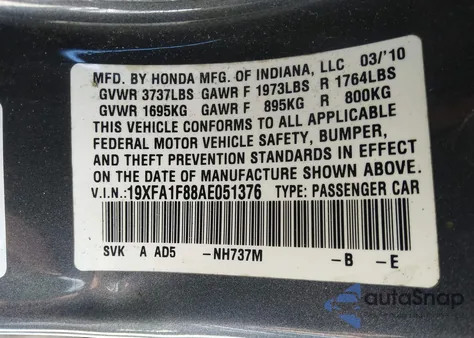 MFD. BY HONDA MFG. OF INDIANA, LLC 03/'10
GVWR 3737LBS GAWR F 1973LBS R 1764LBS
GVWR 1695KG GAWR F 895KG R 800KG
THIS VEHICLE CONFORMS TO ALL APPLICABLE
FEDERAL MOTOR VEHICLE SAFETY, BUMPER,
AND THEFT PREVENTION STANDARDS IN EFFECT
ON THE DATE OF MANUFACTURE SHOWN ABOVE.
V.I.N.: 19XFA1F88AE051376 TYPE: PASSENGER CAR
SVK A AD5 -NH737M -B -E
autoSnap